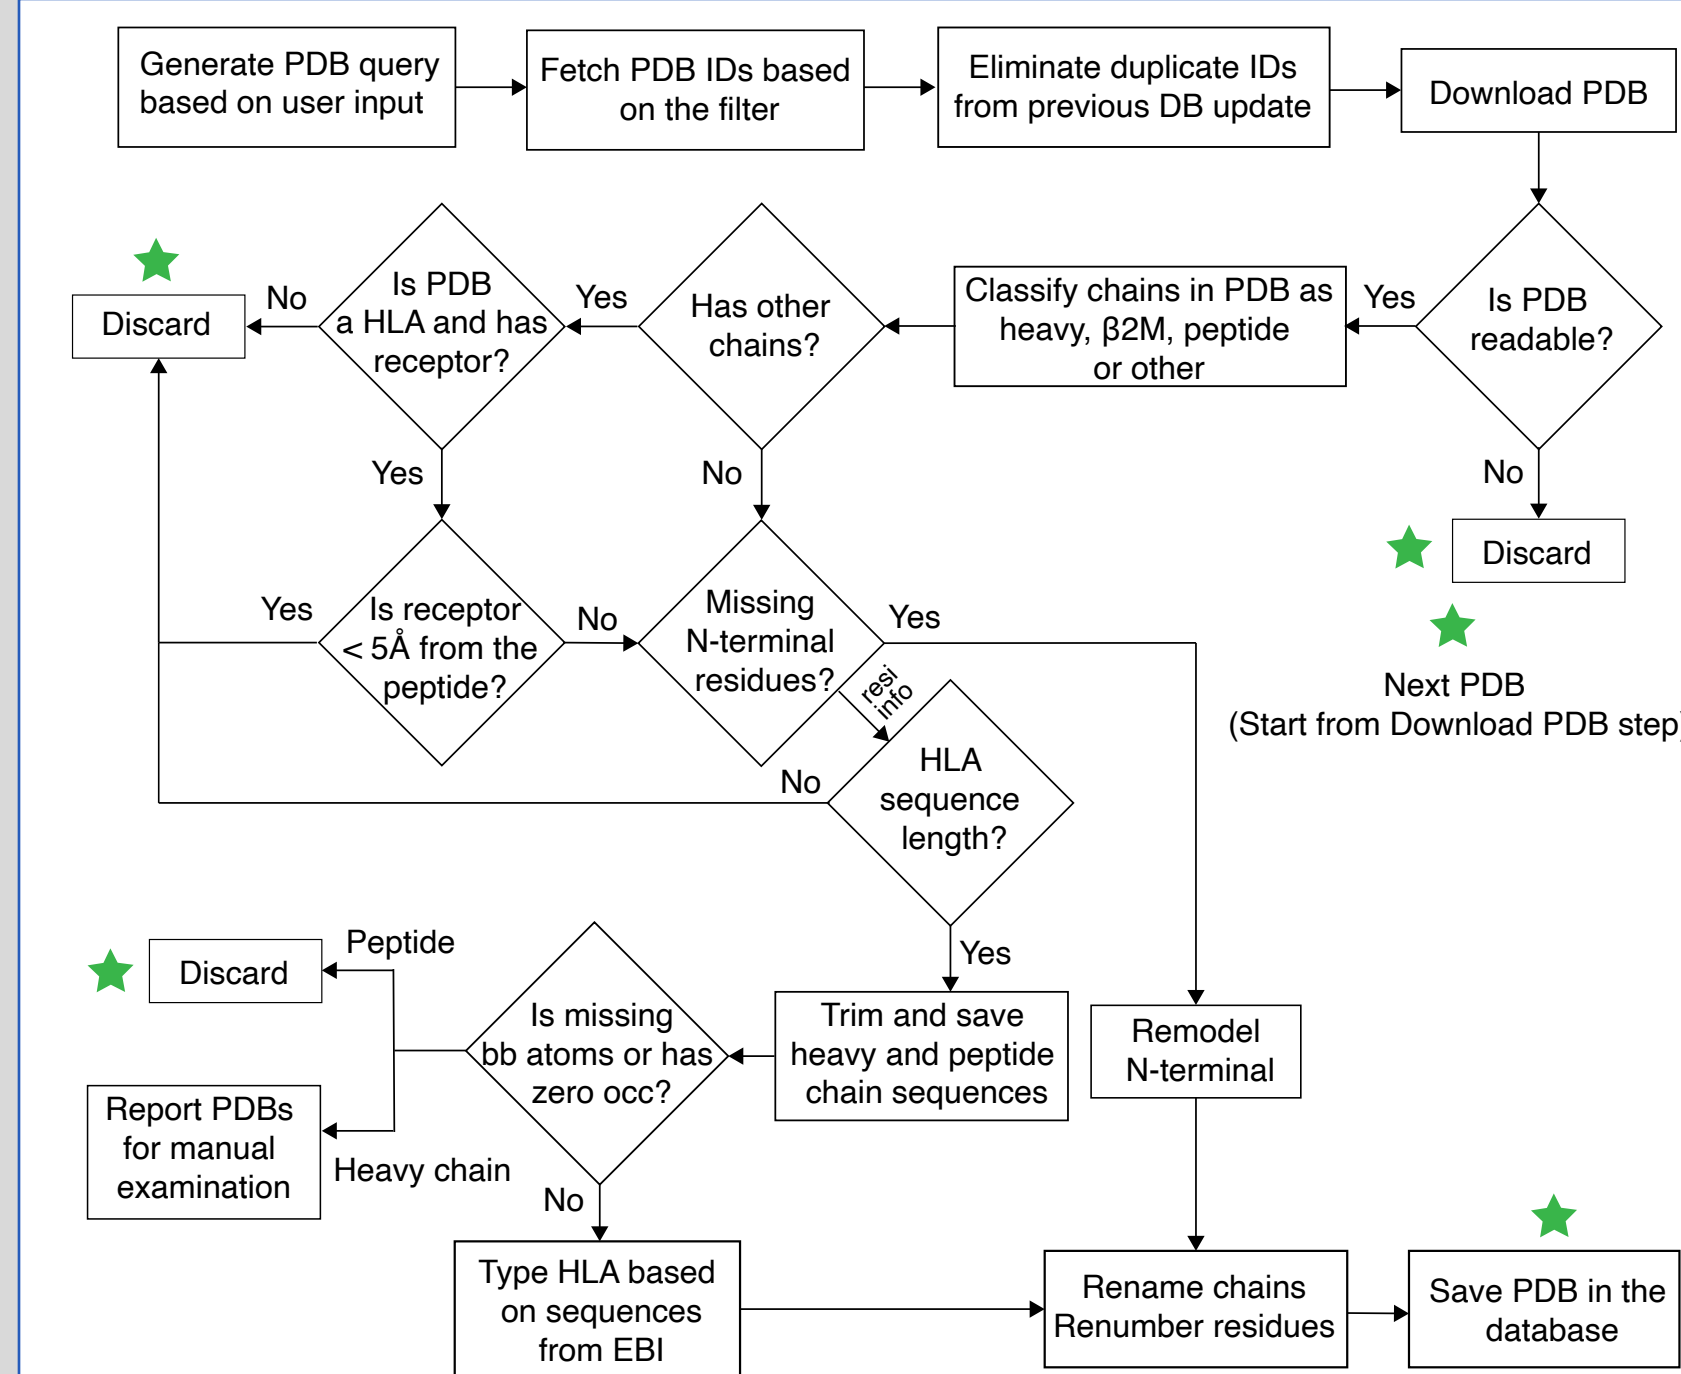 Generate PDB query
based on user input
Fetch PDB IDs based
on the filter
Eliminate duplicate IDs
from previous DB update
Download PDB
Discard
No
Is PDB
a HLA and has
receptor?
Yes
Has other
chains?
Classify chains in PDB as
heavy, β2M, peptide
or other
Yes
Is PDB
readable?
Yes
No
No
Discard
Next PDB
(Start from Download PDB step)
Yes
Is receptor
< 5Å from the
peptide?
No
Missing
N-terminal
residues?
Yes
resi
info
No
HLA
sequence
length?
Yes
Peptide
Discard
Is missing
bb atoms or has
zero occ?
Trim and save
heavy and peptide
chain sequences
Remodel
N-terminal
Report PDBs
for manual
examination
Heavy chain
No
Type HLA based
on sequences
from EBI
Rename chains
Renumber residues
Save PDB in the
database